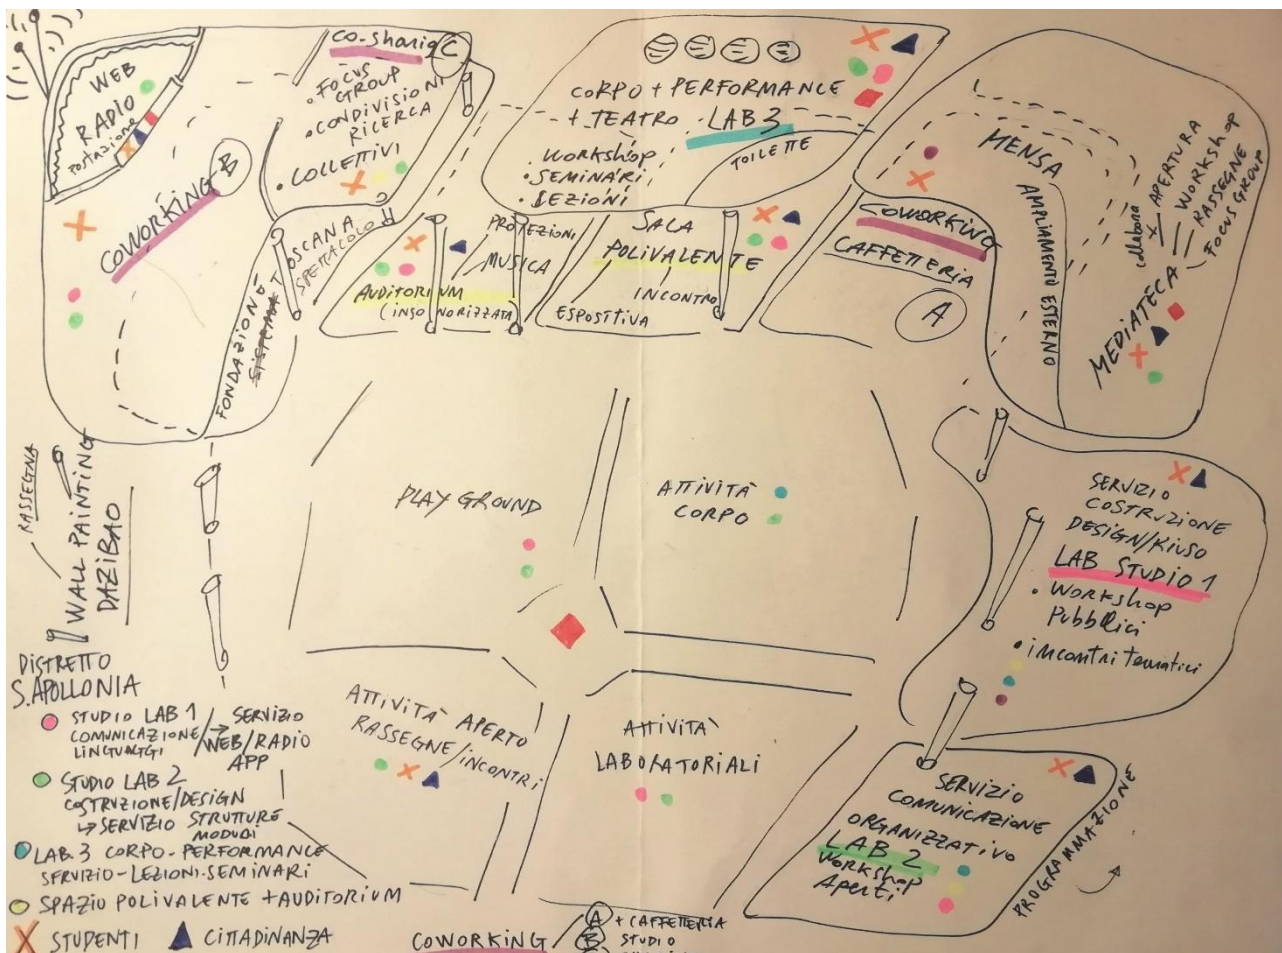 WEB
RADIO
POSTAZIONE
COWORKING B
CO-sharing C
• FOCUS
GROUP
• CONDIVISIONI
RICERCA
• COLLETTIVI
FONDAZIONE TOSCANA
SPETTACOLO
CORPO + PERFORMANCE
+ TEATRO LAB 3
• WORKSHOP
• SEMINARI
• LEZIONI
TOILETTE
PROIEZIONI
MUSICA
AUDITORIUM
(INSONORIZZATA)
SALA
POLIVALENTE
INCONTRO
ESPOSITIVA
COWORKING
CAFFETTERIA
A
MENSA
AMPLIAMENTO ESTERNO
MEDIATECA
collabora
X APERTURA
WORKSHOP
RASSEGNE
FOCUS GROUP
PLAY GROUND
ATTIVITÀ
CORPO
SERVIZIO
COSTRUZIONE
DESIGN/RIUSO
LAB STUDIO 1
• WORKSHOP
Pubblici
• incontri tematici
RASSEGNA
WALL PAINTING
DAZIBAO
ATTIVITÀ APERTO
RASSEGNE/INCONTRI
ATTIVITÀ
LABORATORIALI
SERVIZIO
COMUNICAZIONE
ORGANIZZATIVO
LAB 2
WORKSHOP
Aperti
PROGRAMMAZIONE
DISTRETTO
S. APOLLONIA
STUDIO LAB 1
COMUNICAZIONE/
LINGUAGGI
→ SERVIZIO
WEB/RADIO
APP
STUDIO LAB 2
COSTRUZIONE/DESIGN
↳ SERVIZIO STRUTTURE
MODULI
LAB.3 CORPO-PERFORMANCE
SERVIZIO-LEZIONI-SEMINARI
SPAZIO POLIVALENTE + AUDITORIUM
X STUDENTI ▲ CITTADINANZA
COWORKING
A + CAFFETTERIA
B STUDIO